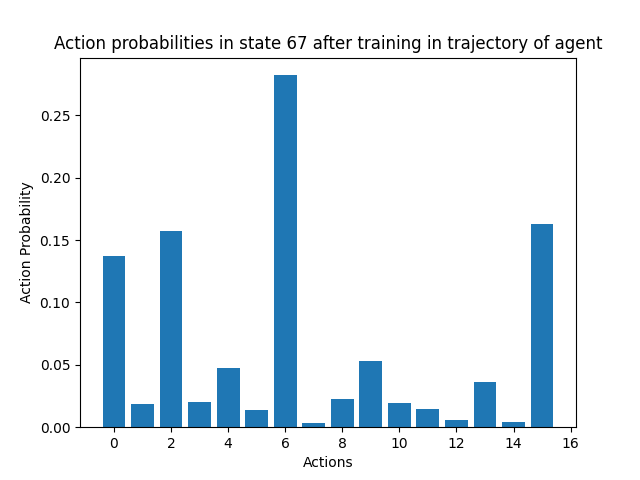 Action probabilities in state 67 after training in trajectory of agent
0.25
0.20
0.15
0.10
0.05
0.00
Action Probability
0 2 4 6 8 10 12 14 16
Actions